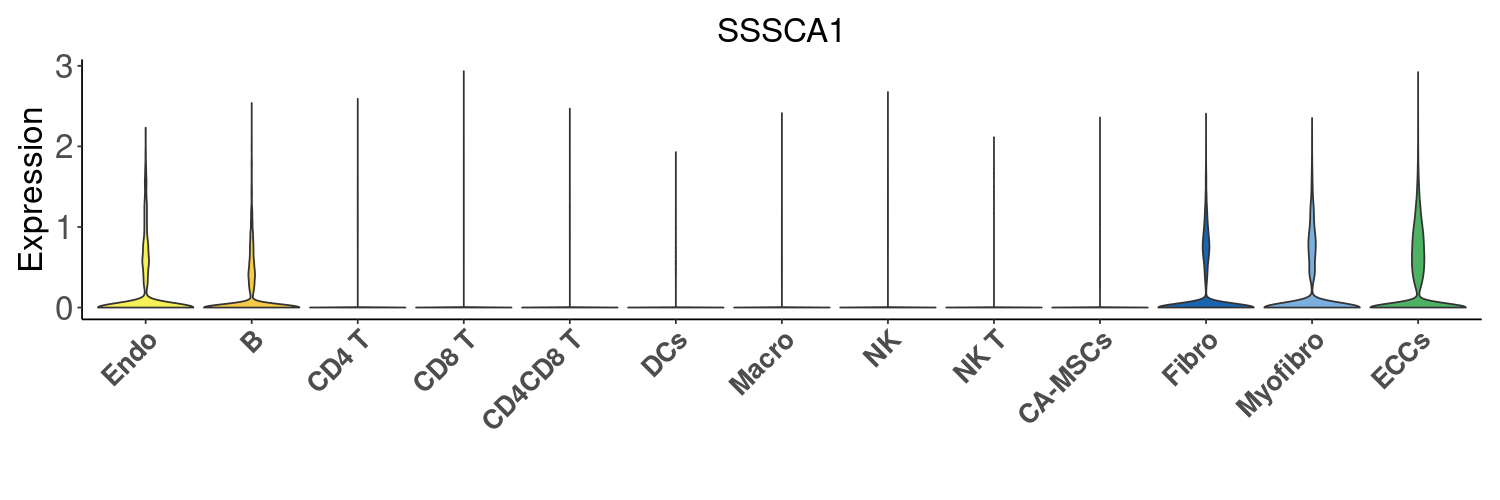 SSSCA1
Expression
3
2
1
0
Endo
B
CD4 T
CD8 T
CD4CD8 T
DCs
Macro
NK
NK T
CA-MSCs
Fibro
Myofibro
ECCs